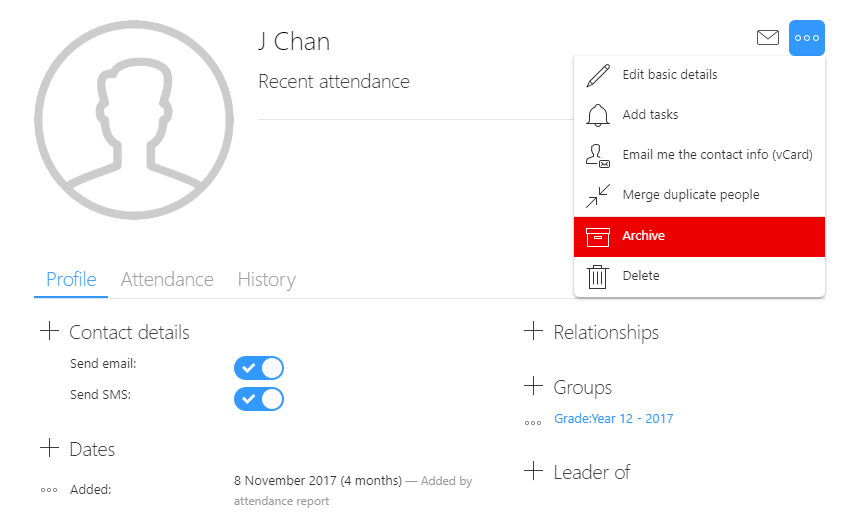 J Chan
Recent attendance
Edit basic details
Add tasks
Email me the contact info (vCard)
Merge duplicate people
Archive
Delete
Profile
Attendance
History
Contact details
Send email:
Send SMS:
Dates
Added:
8 November 2017 (4 months) — Added by
attendance report
Relationships
Groups
Grade:Year 12 - 2017
Leader of